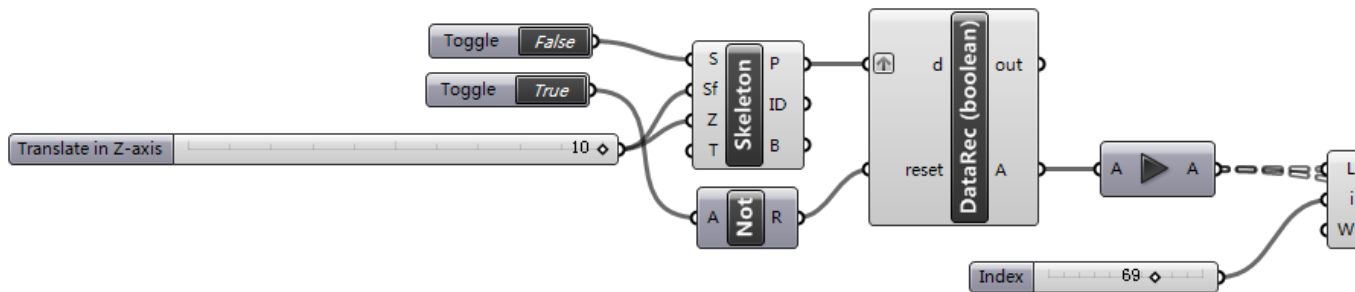 Toggle False
Toggle True
Translate in Z-axis 10
S Sf Z T
Skeleton
P ID B
A Not R
d reset
DataRec (boolean)
out A
A A
L i W
Index 69